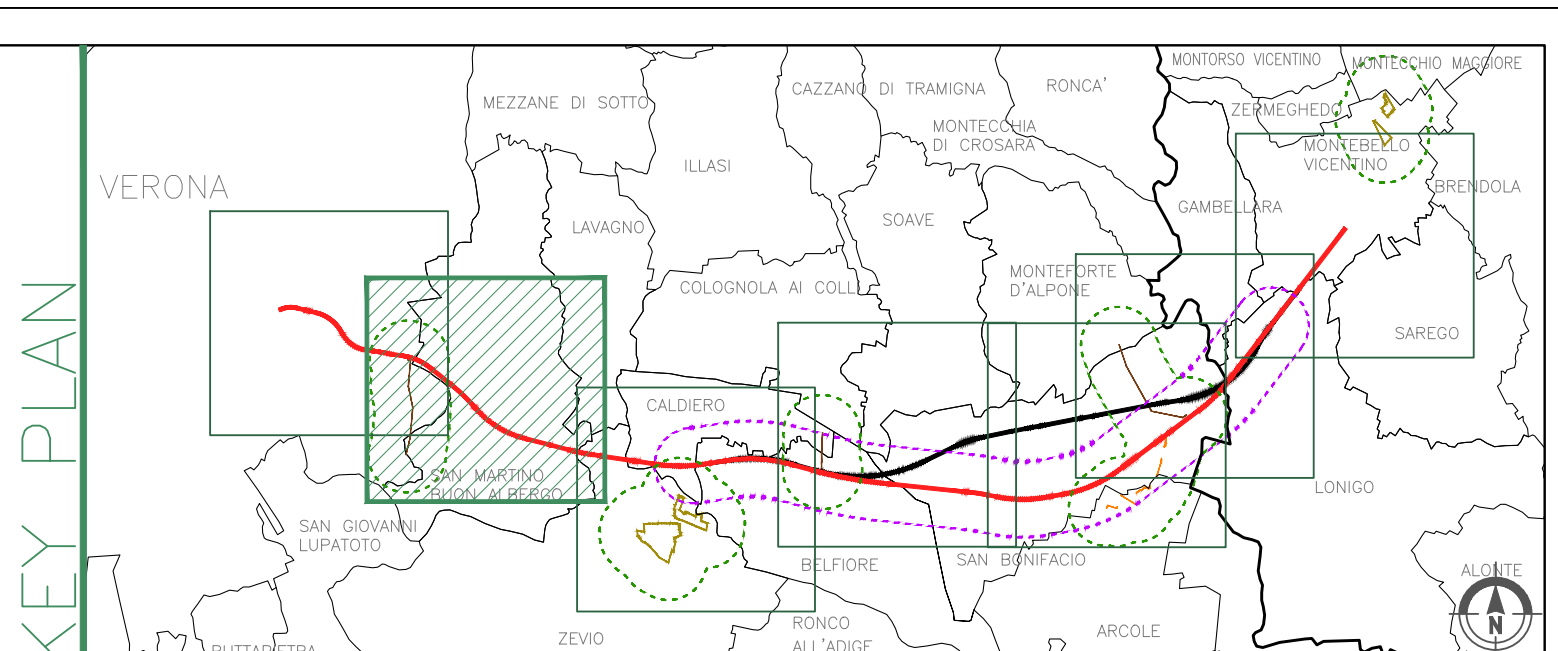 KEY PLAN
MONTORSO VICENTINO
MONTECCHIO MAGGIORE
MEZZANE DI SOTTO
CAZZANO DI TRAMIGNA
RONCA'
ZERMEGHEDO
MONTECCHIA
DI CROSARA
MONTEBELLO
VICENTINO
ILLASI
VERONA
BRENDOLA
GAMBELLARA
LAVAGNO
SOAVE
MONTEFORTE
D'ALPONE
COLOGNOLA AI COLLI
SAREGO
CALDIERO
SAN MARTINO
BUON ALBERGO
LONIGO
SAN GIOVANNI
LUPATOTO
BELFIORE
SAN BONIFACIO
ALONTE
ZEVIO
RONCO
ALL'ADIGE
ARCOLE
BUTTAPIETRA
N